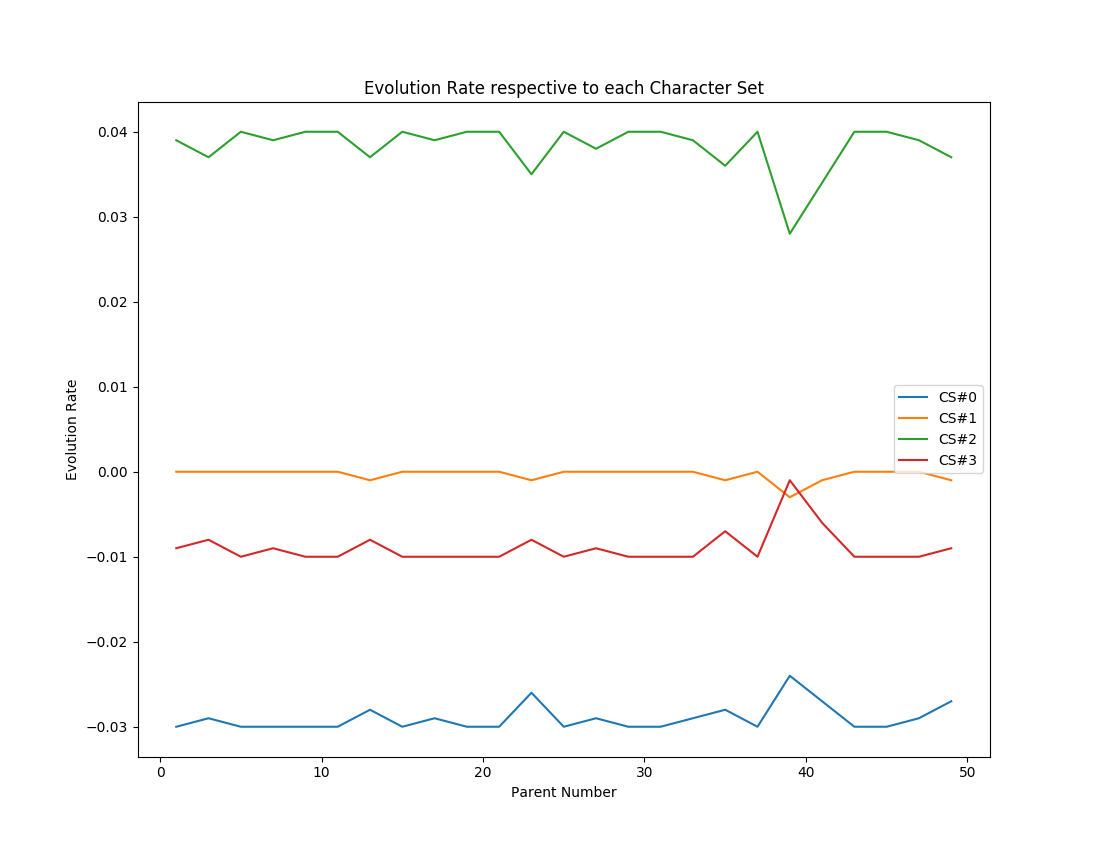 Evolution Rate respective to each Character Set
0.04
0.03
0.02
0.01
0.00
−0.01
−0.02
−0.03
Evolution Rate
CS#0
CS#1
CS#2
CS#3
0 10 20 30 40 50
Parent Number